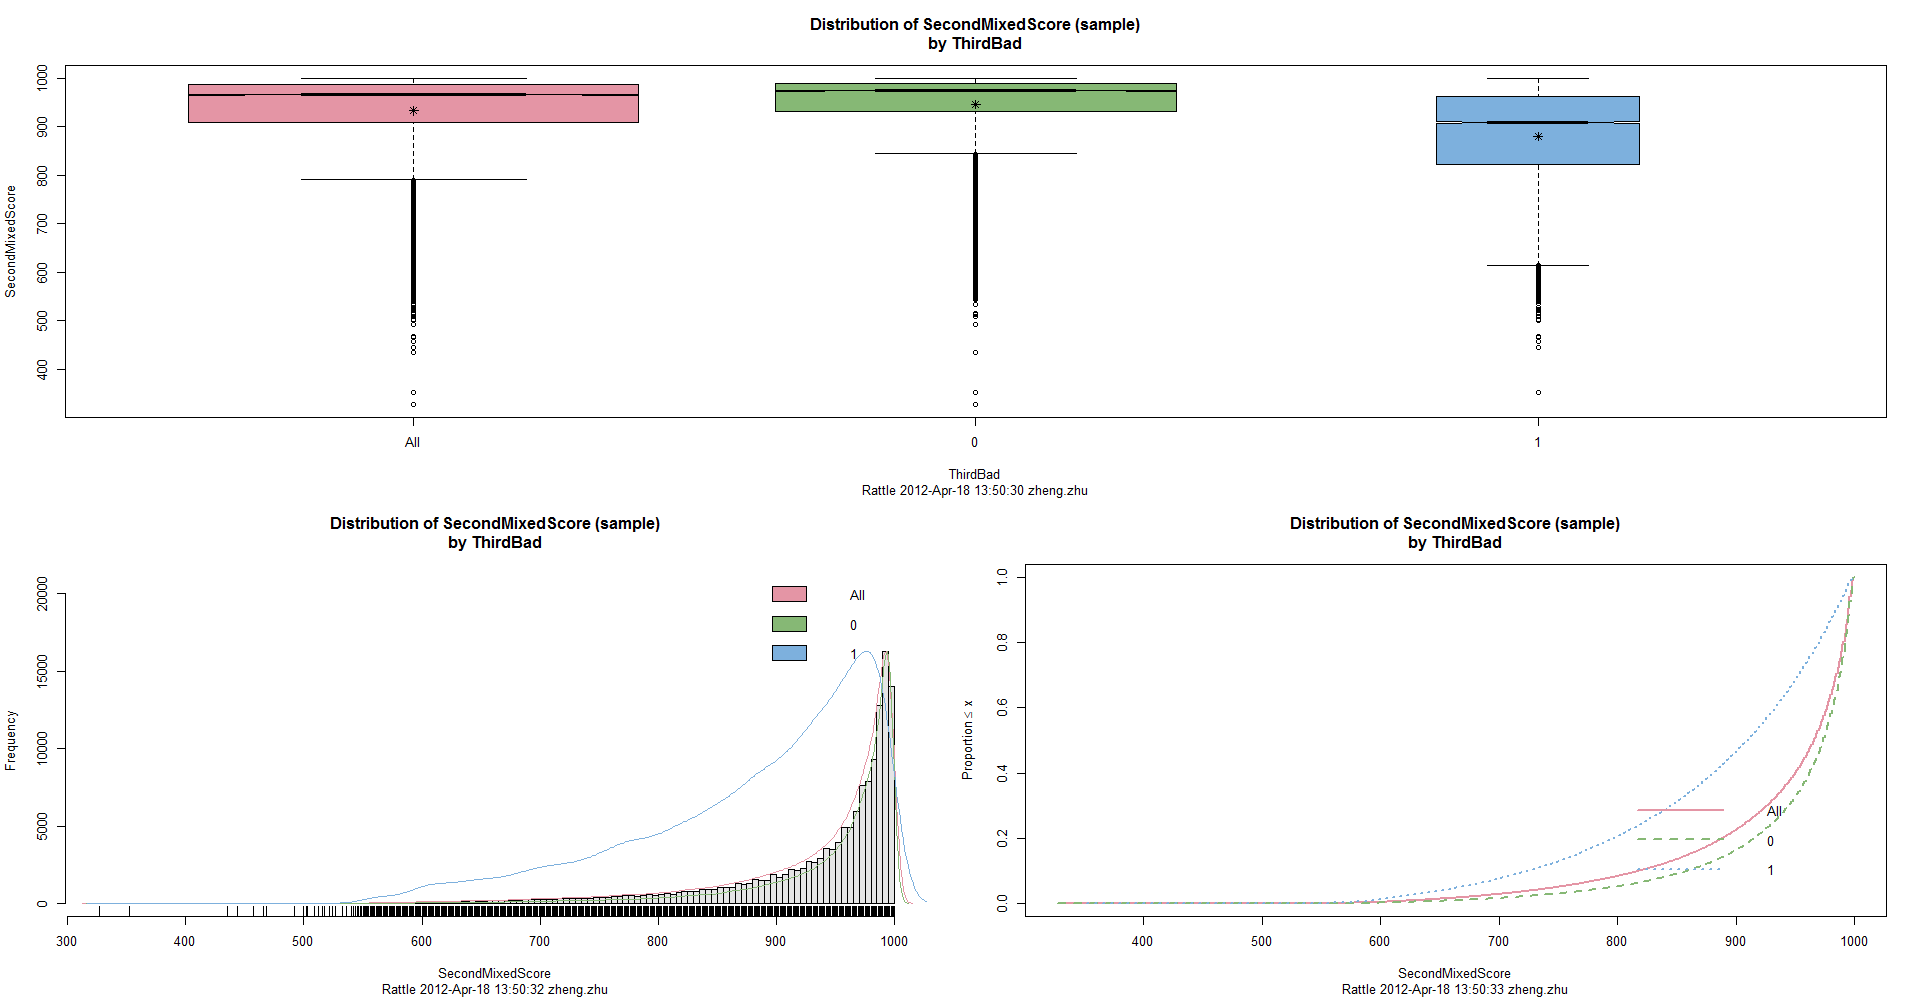 Distribution of SecondMixedScore (sample)
by ThirdBad
SecondMixedScore
1000
900
800
700
600
500
400
All
0
1
ThirdBad
Rattle 2012-Apr-18 13:50:30 zheng.zhu
Distribution of SecondMixedScore (sample)
by ThirdBad
Frequency
20000
15000
10000
5000
0
All
0
1
300 400 500 600 700 800 900 1000
SecondMixedScore
Rattle 2012-Apr-18 13:50:32 zheng.zhu
Distribution of SecondMixedScore (sample)
by ThirdBad
Proportion ≤ x
1.0
0.8
0.6
0.4
0.2
0.0
All
0
1
400 500 600 700 800 900 1000
SecondMixedScore
Rattle 2012-Apr-18 13:50:33 zheng.zhu